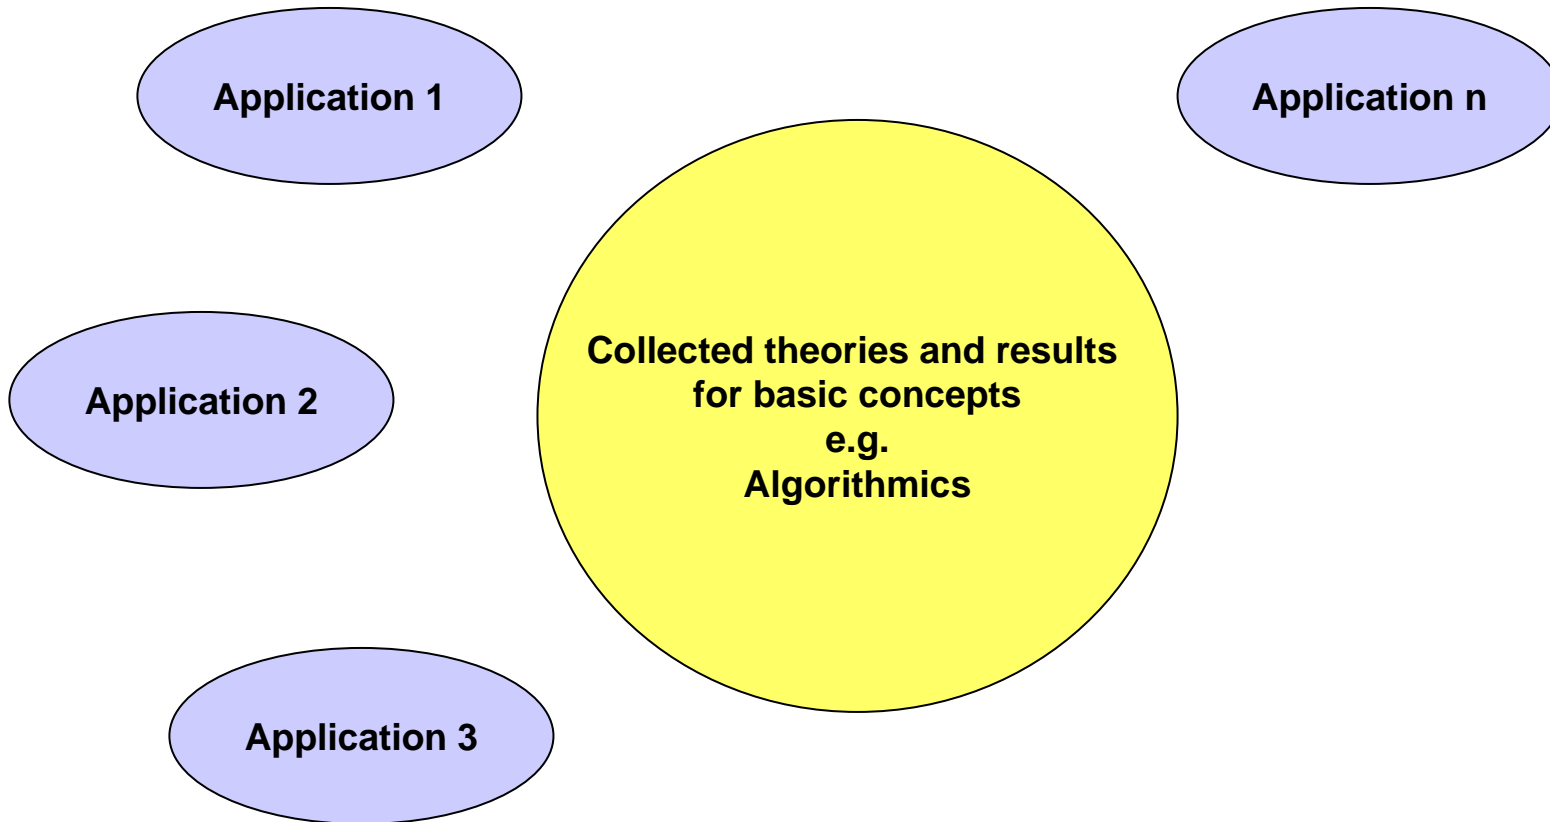 Application 1
Application n
Collected theories and results
for basic concepts
e.g.
Algorithmics
Application 2
Application 3